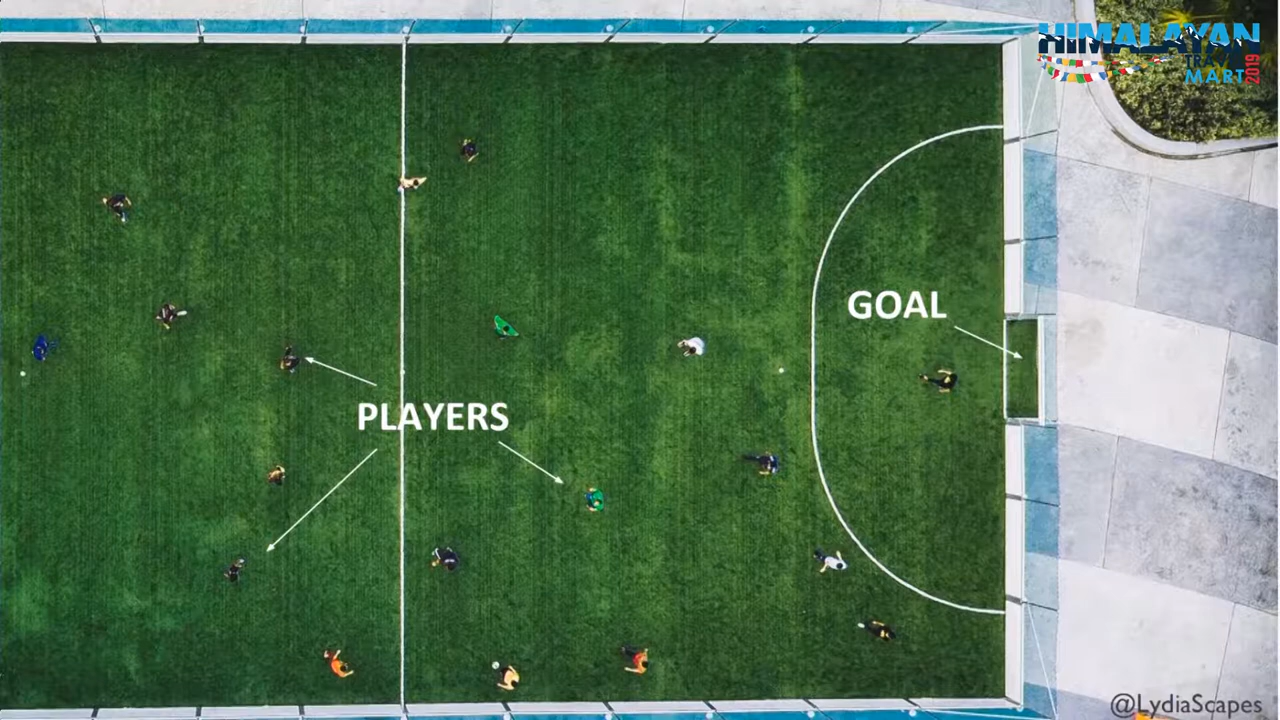 HIMALAYAN
TRAVEL
MART 2019
GOAL
PLAYERS
@LydiaScapes